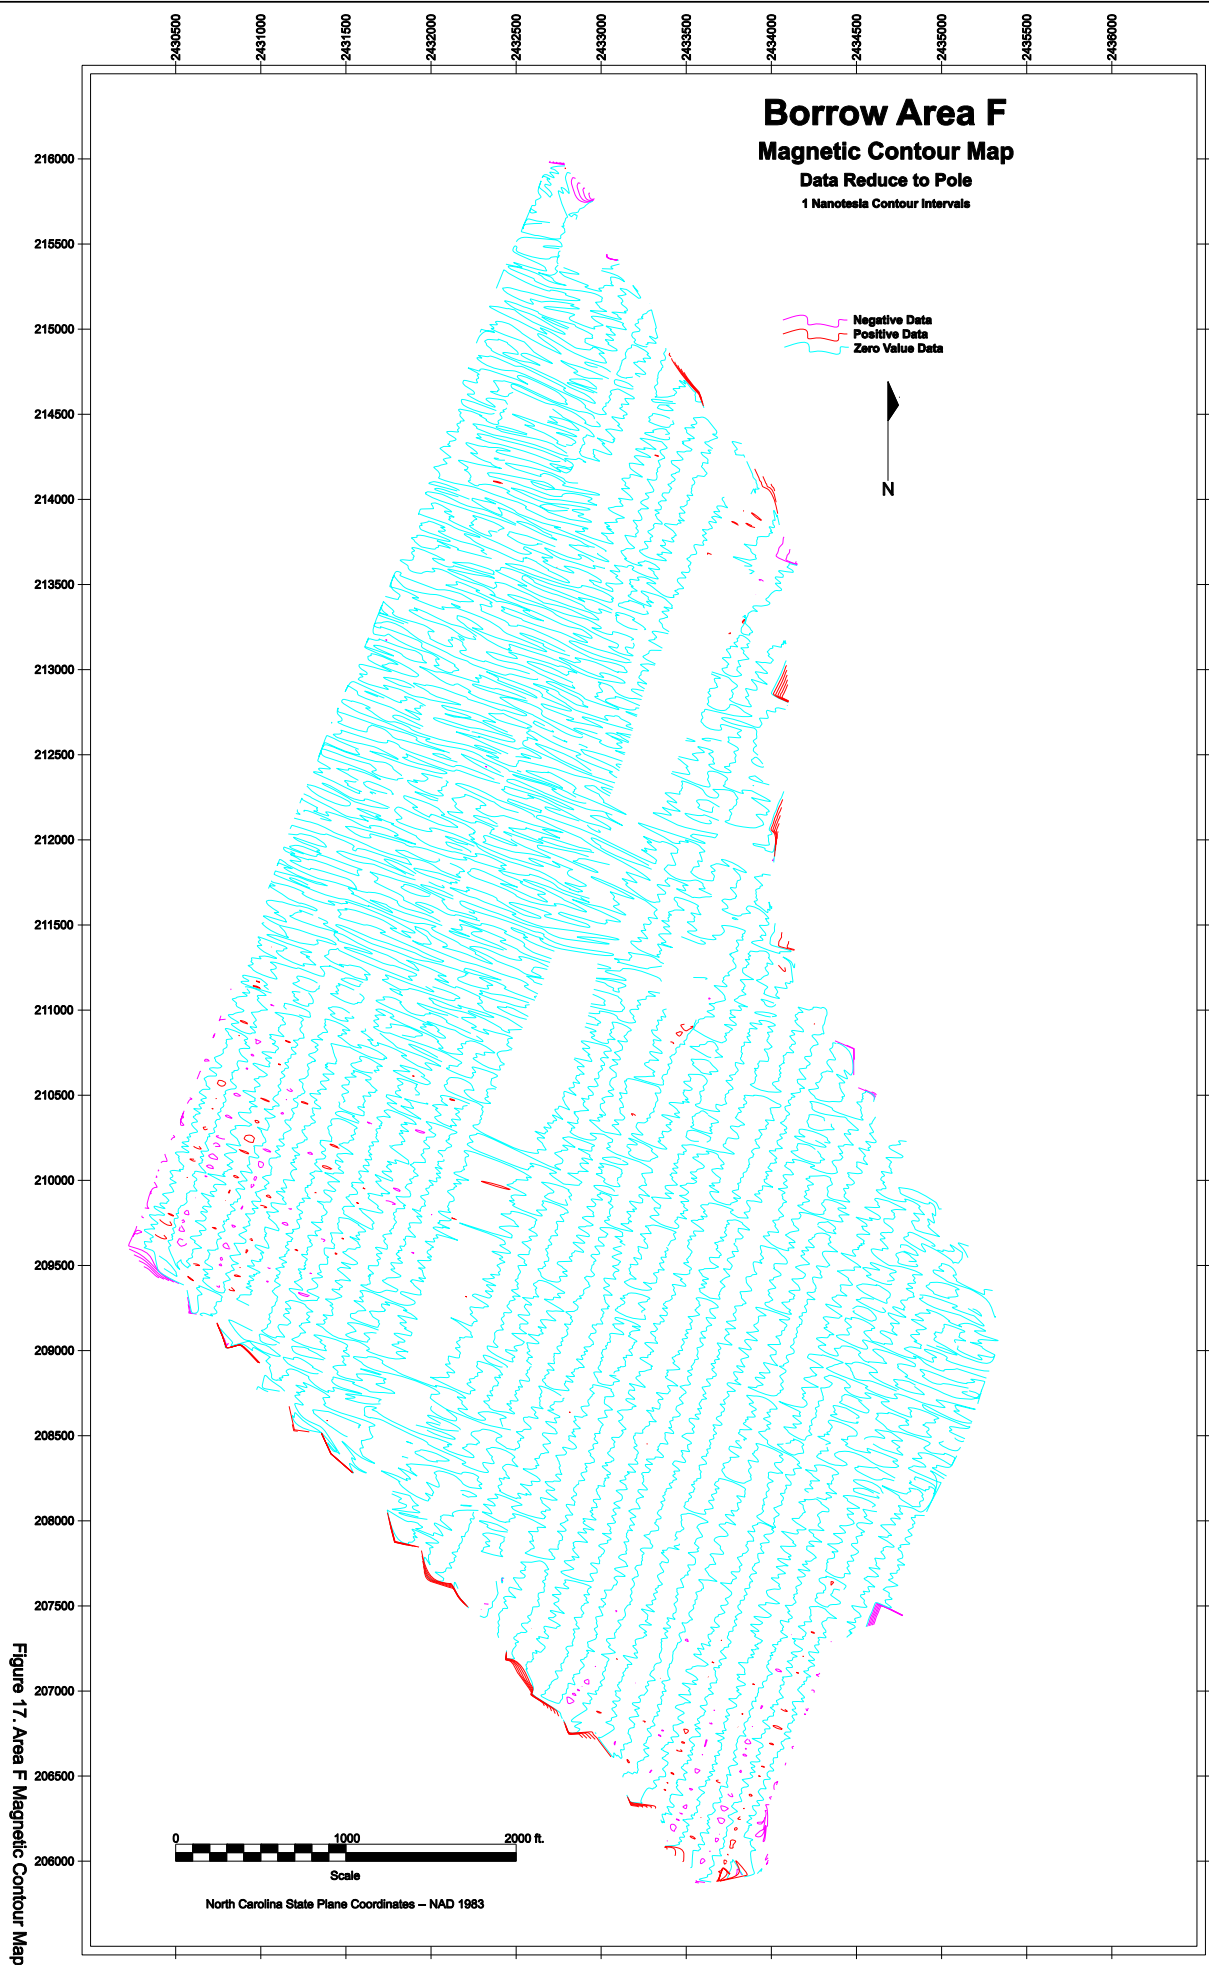 2430500 2431000 2431500 2432000 2432500 2433000 2433500 2434000 2434500 2435000 2435500 2436000
Borrow Area F
Magnetic Contour Map
Data Reduce to Pole
1 Nanotesla Contour Intervals
Negative Data
Positive Data
Zero Value Data
N
216000
215500
215000
214500
214000
213500
213000
212500
212000
211500
211000
210500
210000
209500
209000
208500
208000
207500
207000
206500
206000
0 1000 2000 ft.
Scale
North Carolina State Plane Coordinates – NAD 1983
Figure 17. Area F Magnetic Contour Map